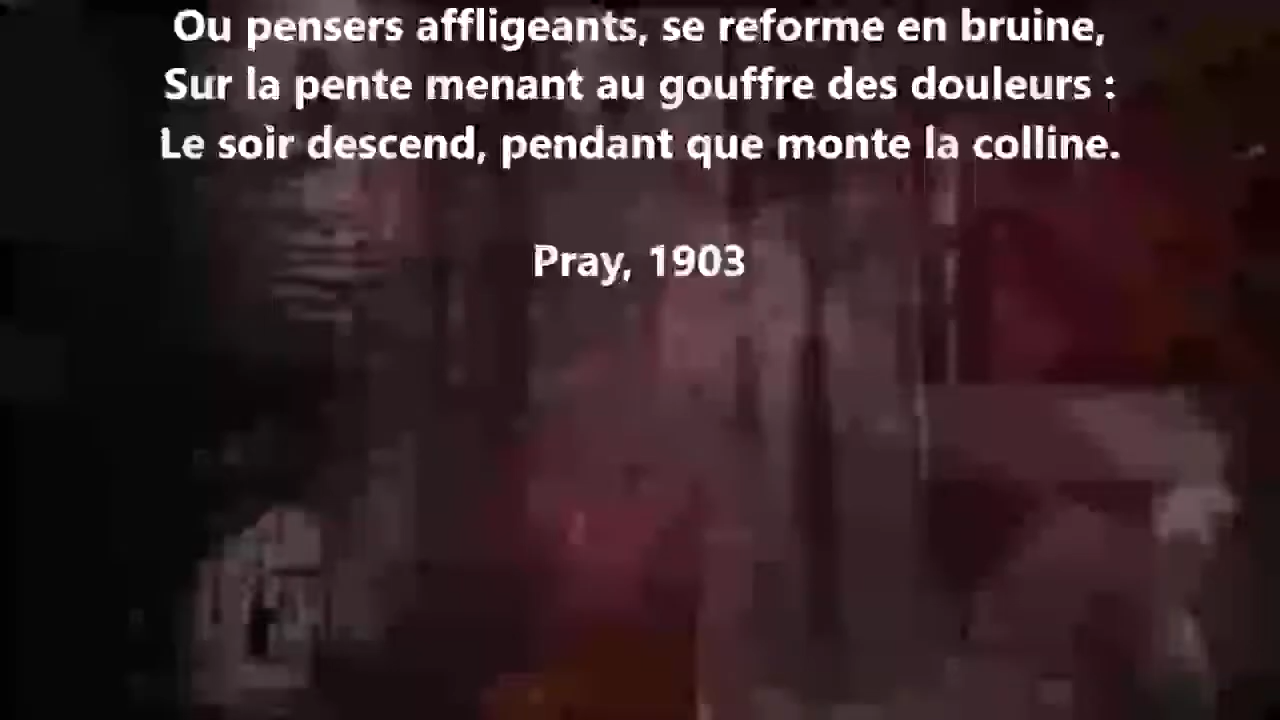 Ou pensers affligeants, se reforme en bruine,
Sur la pente menant au gouffre des douleurs :
Le soir descend, pendant que monte la colline.
Pray, 1903